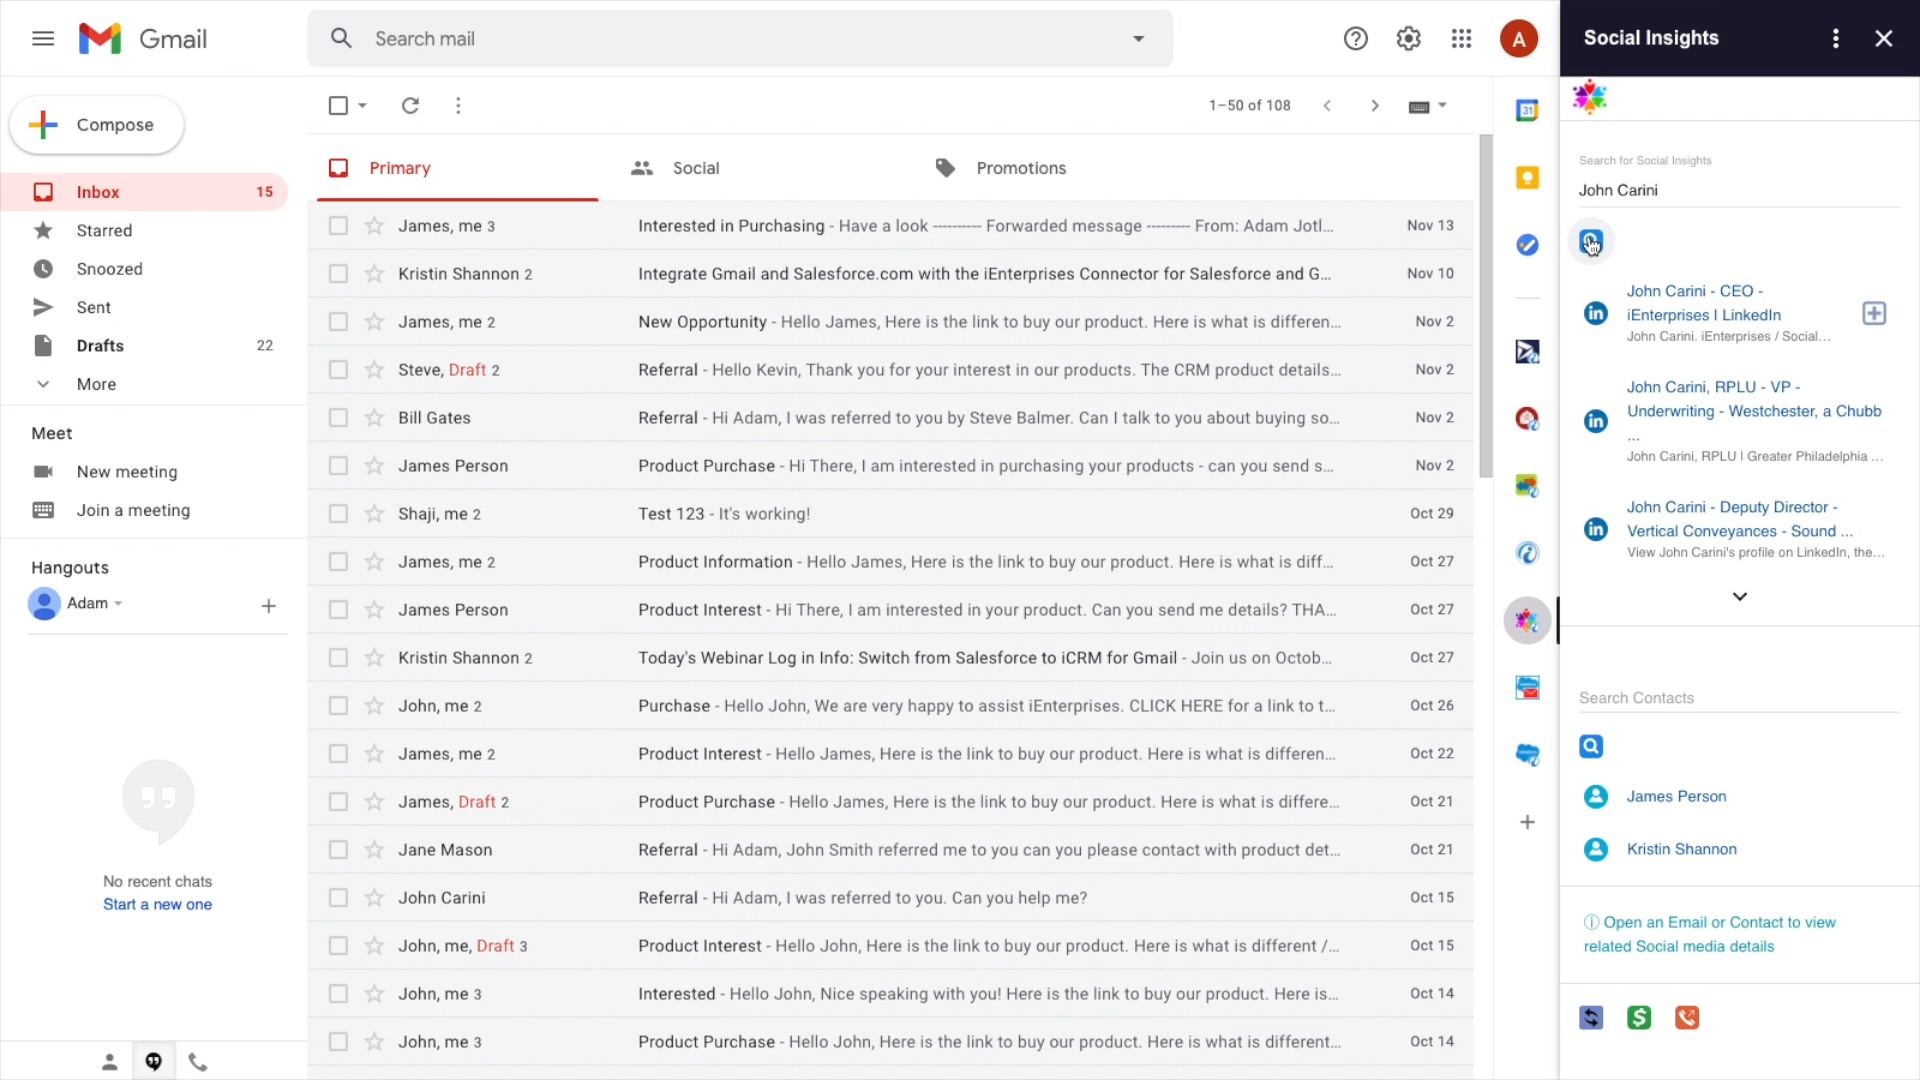 Gmail
Search mail
A
Social Insights
Compose
1–50 of 108
31
Inbox 15
Starred
Snoozed
Sent
Drafts 22
More
Meet
New meeting
Join a meeting
Hangouts
Adam
No recent chats
Start a new one
Primary Social Promotions
James, me 3 Interested in Purchasing - Have a look ---------- Forwarded message --------- From: Adam Jotl... Nov 13
Kristin Shannon 2 Integrate Gmail and Salesforce.com with the iEnterprises Connector for Salesforce and G... Nov 10
James, me 2 New Opportunity - Hello James, Here is the link to buy our product. Here is what is differen... Nov 2
Steve, Draft 2 Referral - Hello Kevin, Thank you for your interest in our products. The CRM product details... Nov 2
Bill Gates Referral - Hi Adam, I was referred to you by Steve Balmer. Can I talk to you about buying so... Nov 2
James Person Product Purchase - Hi There, I am interested in purchasing your products - can you send s... Nov 2
Shaji, me 2 Test 123 - It's working! Oct 29
James, me 2 Product Information - Hello James, Here is the link to buy our product. Here is what is diff... Oct 27
James Person Product Interest - Hi There, I am interested in your product. Can you send me details? THA... Oct 27
Kristin Shannon 2 Today's Webinar Log in Info: Switch from Salesforce to iCRM for Gmail - Join us on Octob... Oct 27
John, me 2 Purchase - Hello John, We are very happy to assist iEnterprises. CLICK HERE for a link to t... Oct 26
James, me 2 Product Interest - Hello James, Here is the link to buy our product. Here is what is differen... Oct 22
James, Draft 2 Product Purchase - Hello James, Here is the link to buy our product. Here is what is differe... Oct 21
Jane Mason Referral - Hi Adam, John Smith referred me to you can you please contact with product det... Oct 21
John Carini Referral - Hi Adam, I was referred to you. Can you help me? Oct 15
John, me, Draft 3 Product Interest - Hello John, Here is the link to buy our product. Here is what is different /... Oct 15
John, me 3 Interested - Hello John, Nice speaking with you! Here is the link to buy our product. Here is... Oct 14
John, me 3 Product Purchase - Hello John, Here is the link to buy our product. Here is what is different... Oct 14
Search for Social Insights
John Carini
in
John Carini - CEO -
iEnterprises | LinkedIn
John Carini. iEnterprises / Social...
in
John Carini, RPLU - VP -
Underwriting - Westchester, a Chubb
...
John Carini, RPLU | Greater Philadelphia ...
in
John Carini - Deputy Director -
Vertical Conveyances - Sound ...
View John Carini's profile on LinkedIn, the...
Search Contacts
James Person
Kristin Shannon
ⓘ Open an Email or Contact to view
related Social media details